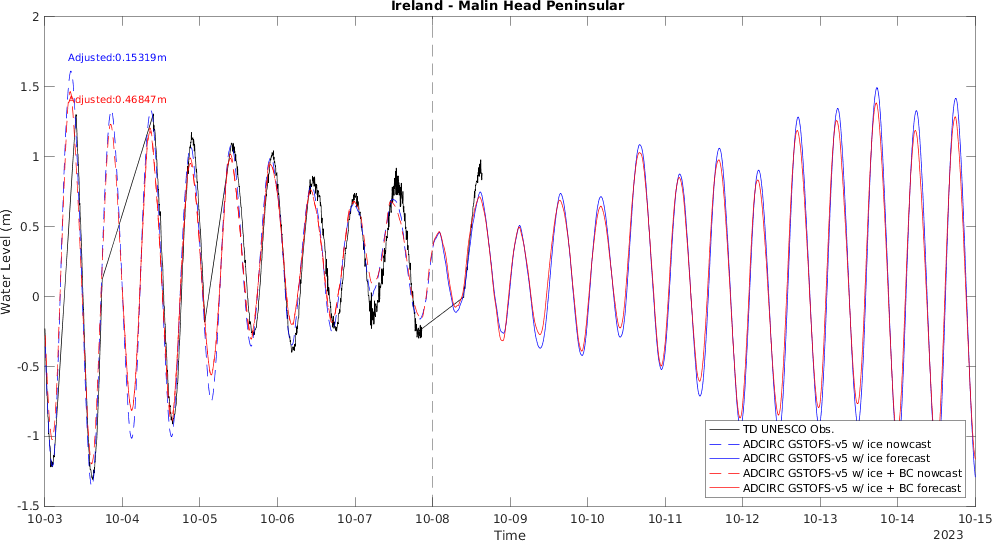 Ireland - Malin Head Peninsular
Adjusted:0.15319m
Adjusted:0.46847m
Water Level (m)
2
1.5
1
0.5
0
-0.5
-1
-1.5
TD UNESCO Obs.
ADCIRC GSTOFS-v5 w/ ice nowcast
ADCIRC GSTOFS-v5 w/ ice forecast
ADCIRC GSTOFS-v5 w/ ice + BC nowcast
ADCIRC GSTOFS-v5 w/ ice + BC forecast
10-03 10-04 10-05 10-06 10-07 10-08 10-09 10-10 10-11 10-12 10-13 10-14 10-15
Time
2023